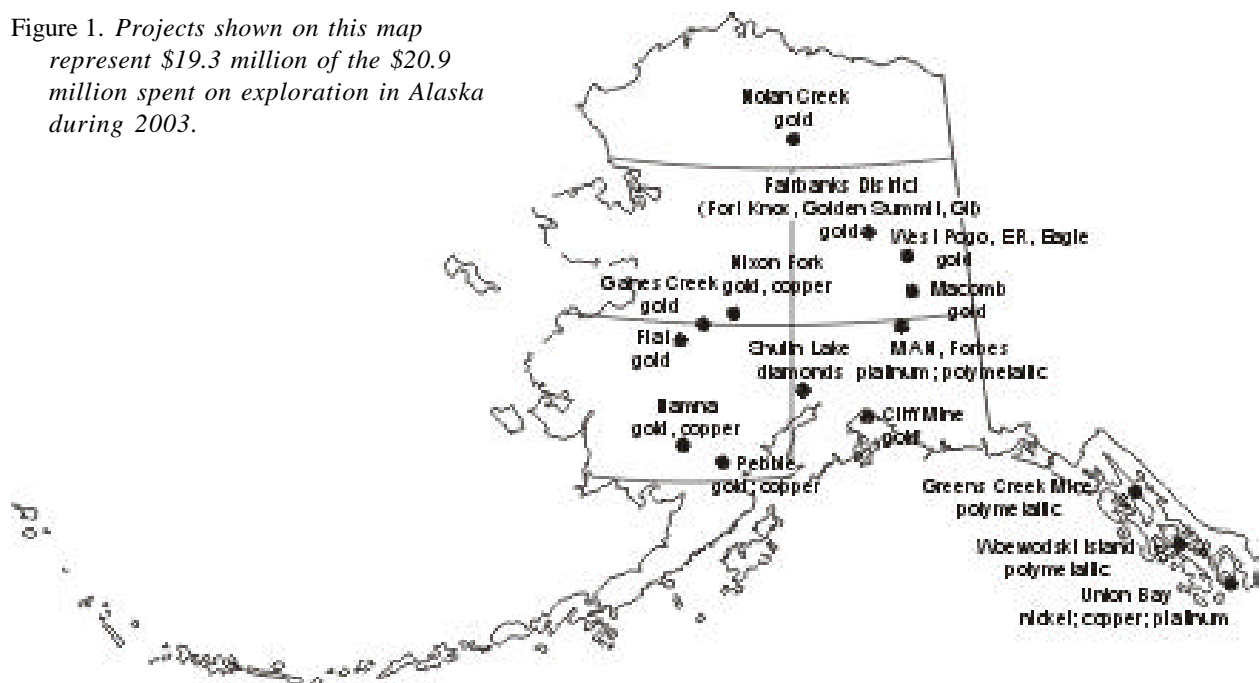 Figure 1. Projects shown on this map
represent $19.3 million of the $20.9
million spent on exploration in Alaska
during 2003.
Nolan Creek
gold
Fairbanks District
(Fort Knox, Golden Summit, Gil)
gold
West Pogo, ER, Eagle
gold
Nixon Fork
gold, copper
Ganes Creek
gold
Macomb
gold
Flat
gold
Shulin Lake
diamonds
MAN, Forbes
platinum; polymetallic
Iliamna
gold, copper
Cliff Mine
gold
Pebble
gold; copper
Greens Creek Mine
polymetallic
Woewodski Island
polymetallic
Union Bay
nickel; copper; platinum